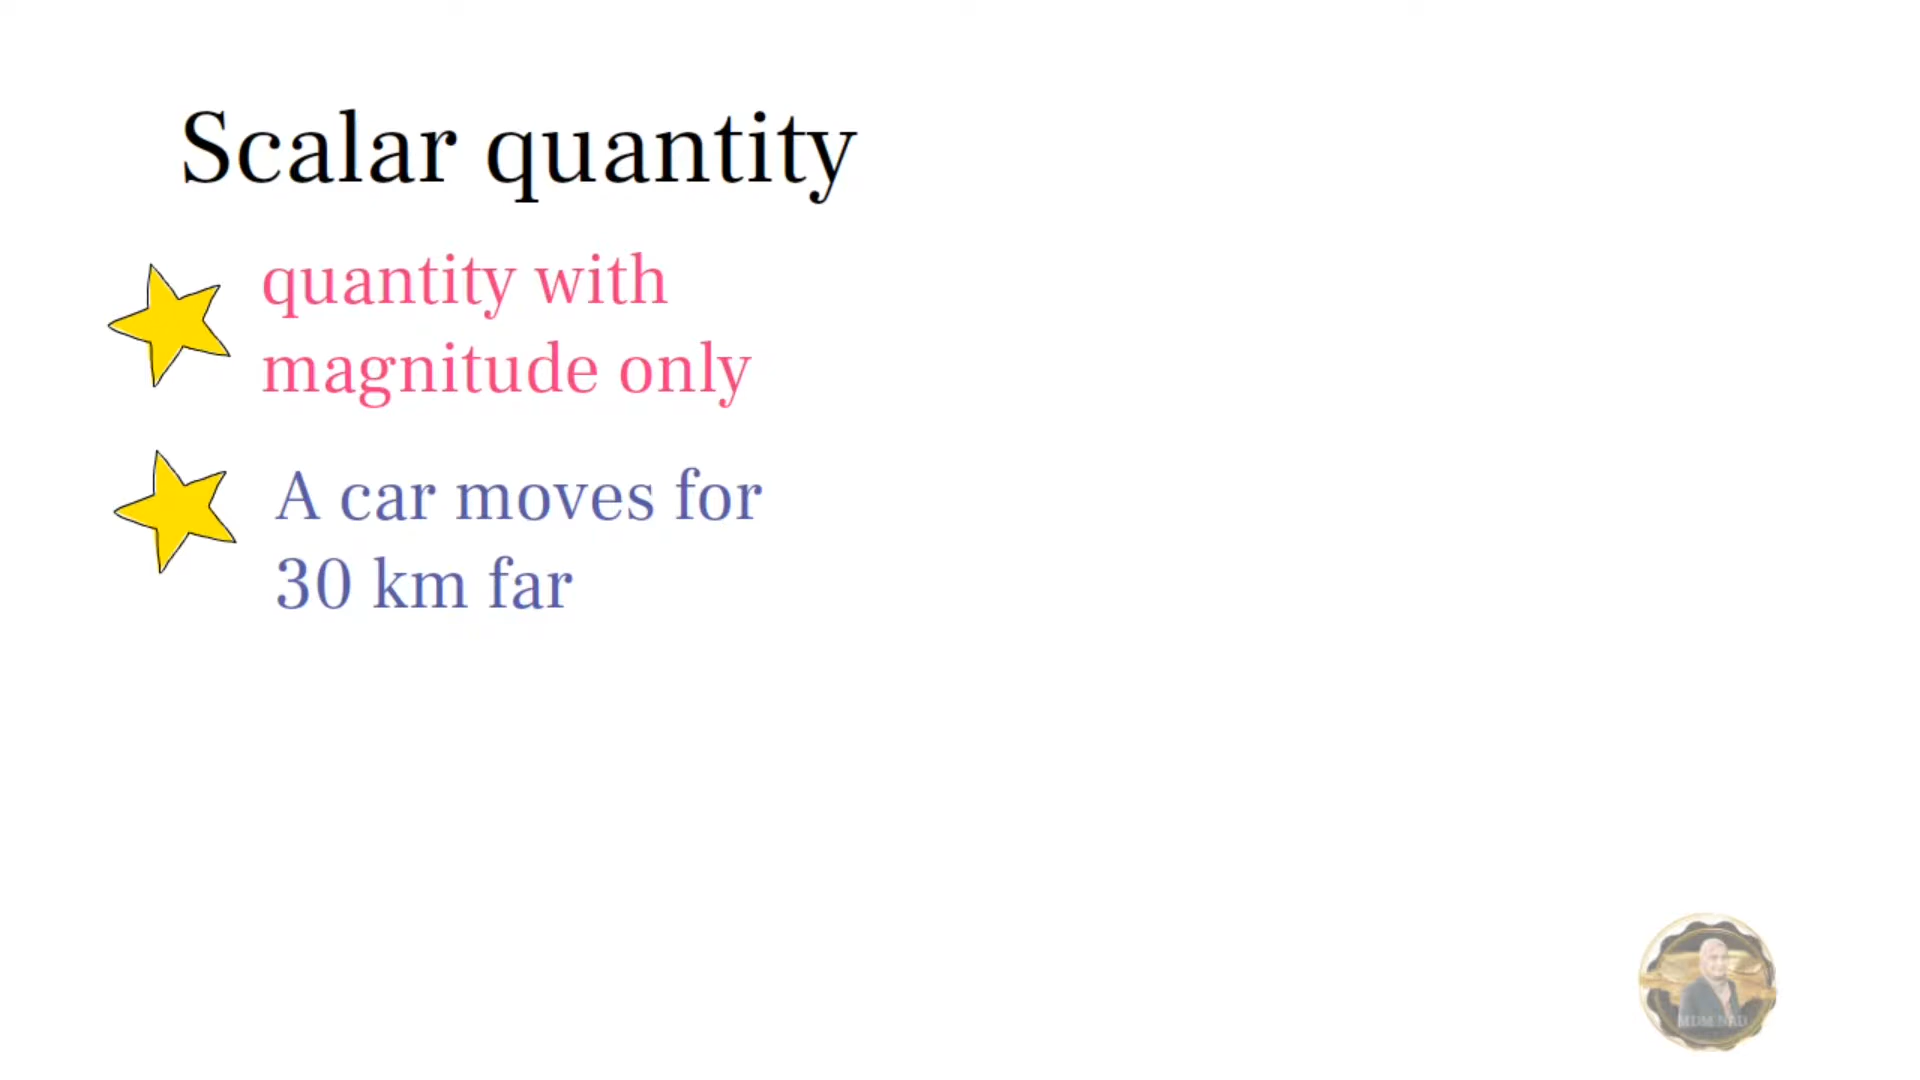 Scalar quantity
quantity with
magnitude only
A car moves for
30 km far